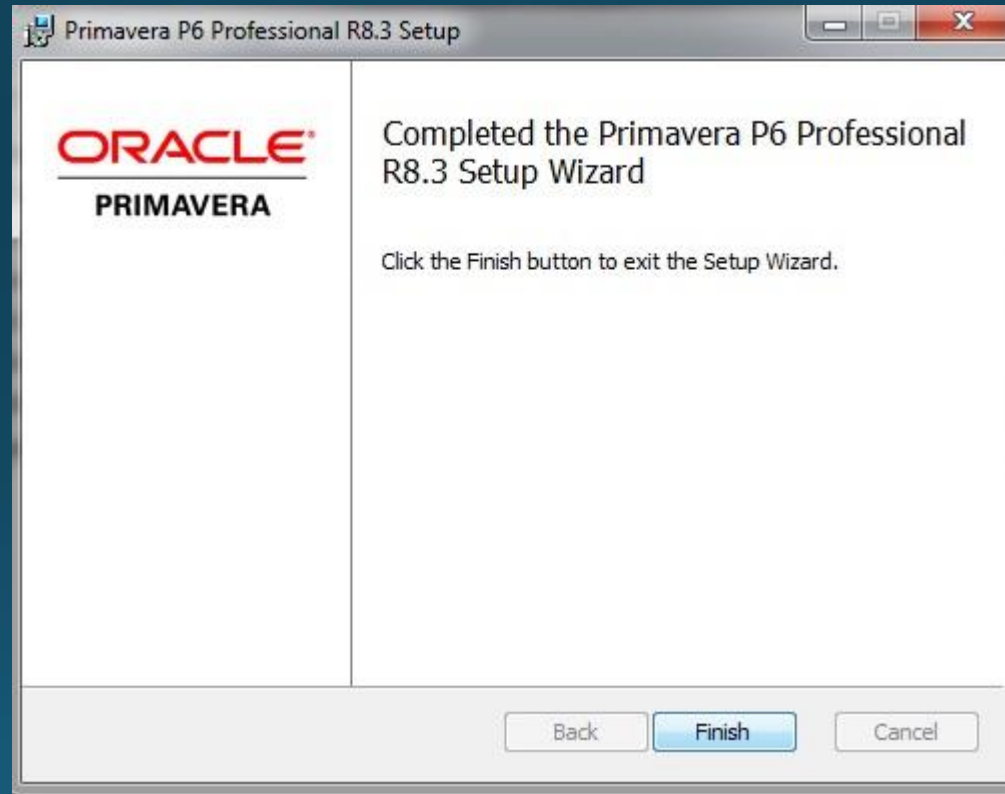 Primavera P6 Professional R8.3 Setup
ORACLE
PRIMAVERA
Completed the Primavera P6 Professional
R8.3 Setup Wizard
Click the Finish button to exit the Setup Wizard.
Back
Finish
Cancel